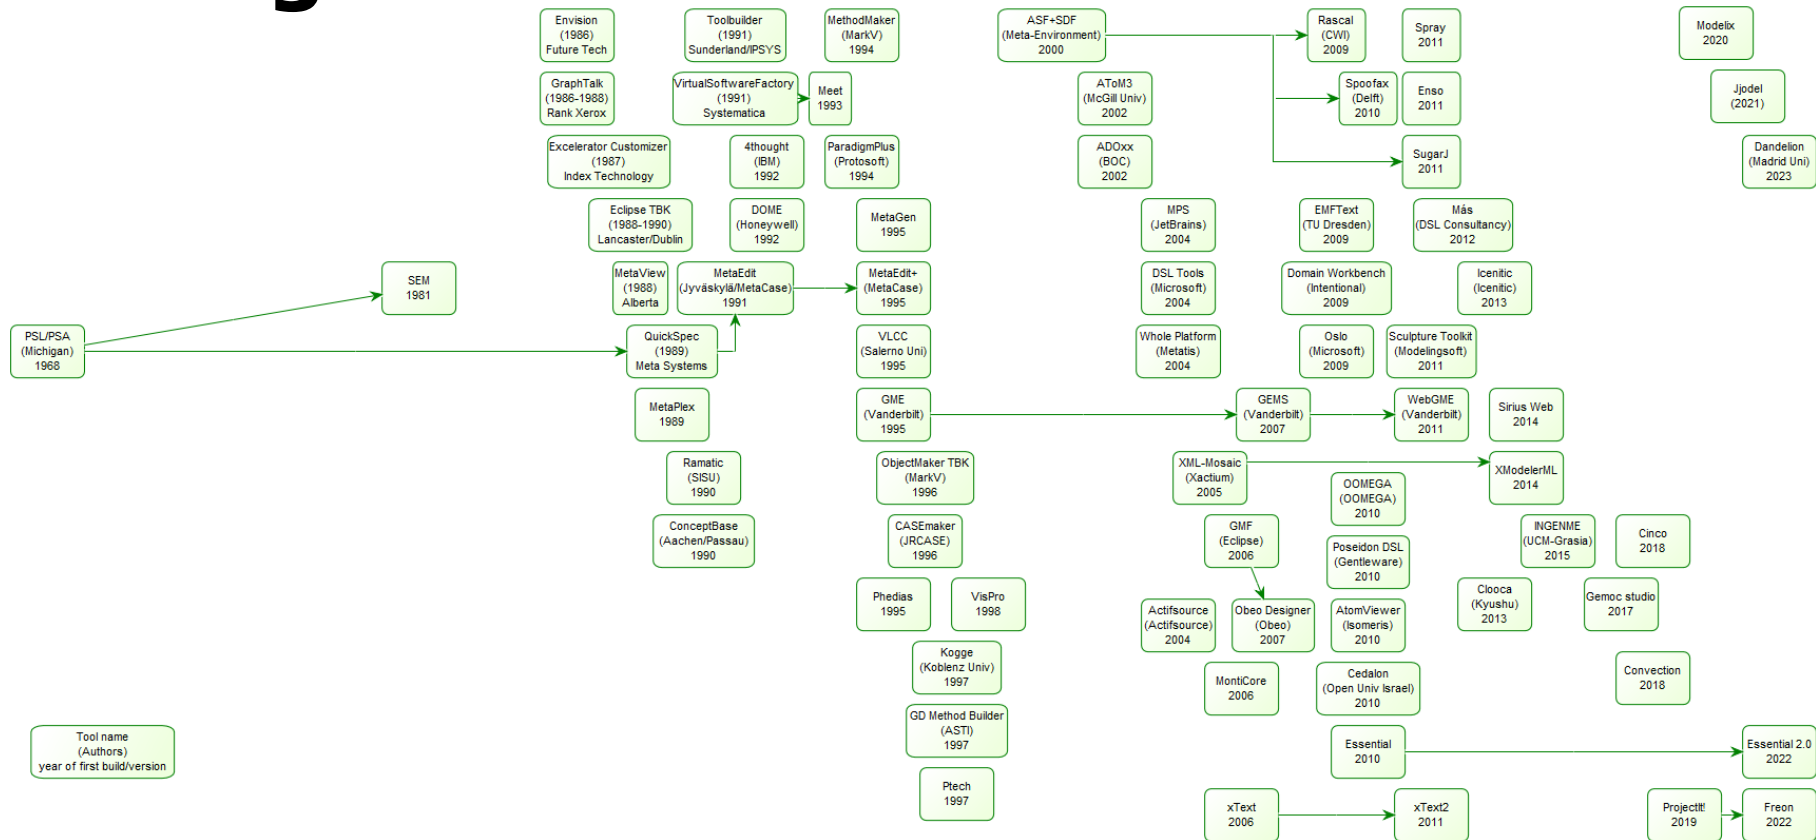 g
Envision
(1986)
Future Tech
Toolbuilder
(1991)
Sunderland/IPSYS
MethodMaker
(MarkV)
1994
ASF+SDF
(Meta-Environment)
2000
Rascal
(CWI)
2009
Spray
2011
Modelix
2020
GraphTalk
(1986-1988)
Rank Xerox
VirtualSoftwareFactory
(1991)
Systematica
Meet
1993
AToM3
(McGill Univ)
2002
Spoofax
(Delft)
2010
Enso
2011
Jjodel
(2021)
Excelerator Customizer
(1987)
Index Technology
4thought
(IBM)
1992
ParadigmPlus
(Protosoft)
1994
ADOxx
(BOC)
2002
SugarJ
2011
Dandelion
(Madrid Uni)
2023
Eclipse TBK
(1988-1990)
Lancaster/Dublin
DOME
(Honeywell)
1992
MetaGen
1995
MPS
(JetBrains)
2004
EMFText
(TU Dresden)
2009
Más
(DSL Consultancy)
2012
SEM
1981
MetaView
(1988)
Alberta
MetaEdit
(Jyväskylä/MetaCase)
1991
MetaEdit+
(MetaCase)
1995
DSL Tools
(Microsoft)
2004
Domain Workbench
(Intentional)
2009
Icenitic
(Icenitic)
2013
PSL/PSA
(Michigan)
1968
QuickSpec
(1989)
Meta Systems
VLCC
(Salerno Uni)
1995
Whole Platform
(Metatis)
2004
Oslo
(Microsoft)
2009
Sculpture Toolkit
(Modelingsoft)
2011
MetaPlex
1989
GME
(Vanderbilt)
1995
GEMS
(Vanderbilt)
2007
WebGME
(Vanderbilt)
2011
Sirius Web
2014
Ramatic
(SISU)
1990
ObjectMaker TBK
(MarkV)
1996
XML-Mosaic
(Xactium)
2005
OOMEGA
(OOMEGA)
2010
XModelerML
2014
ConceptBase
(Aachen/Passau)
1990
CASEmaker
(JRCASE)
1996
GMF
(Eclipse)
2006
Poseidon DSL
(Gentleware)
2010
INGENME
(UCM-Grasia)
2015
Cinco
2018
Phedias
1995
VisPro
1998
Actifsource
(Actifsource)
2004
Obeo Designer
(Obeo)
2007
AtomViewer
(Isomeris)
2010
Clooca
(Kyushu)
2013
Gemoc studio
2017
Kogge
(Koblenz Univ)
1997
MontiCore
2006
Cedalon
(Open Univ Israel)
2010
Convection
2018
Tool name
(Authors)
year of first build/version
GD Method Builder
(ASTI)
1997
Essential
2010
Essential 2.0
2022
Ptech
1997
xText
2006
xText2
2011
ProjectIt!
2019
Freon
2022